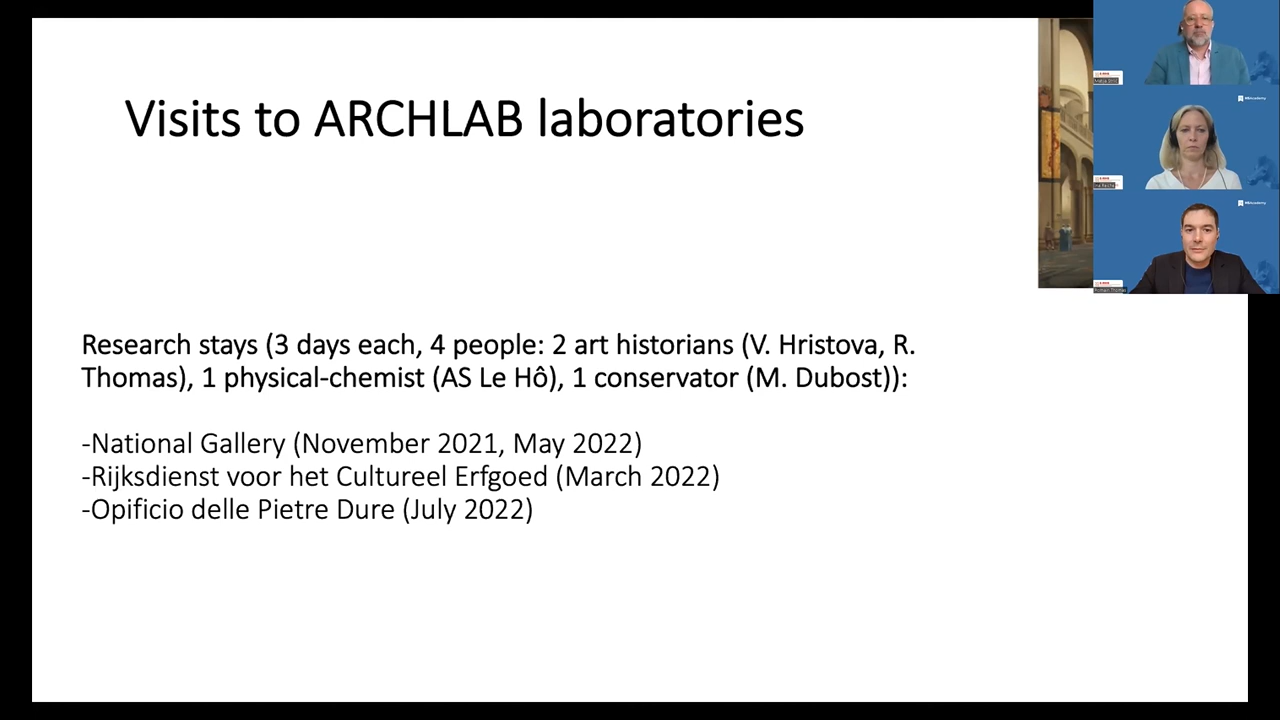 Visits to ARCHLAB laboratories
Research stays (3 days each, 4 people: 2 art historians (V. Hristova, R.
Thomas), 1 physical-chemist (AS Le Hô), 1 conservator (M. Dubost)):
-National Gallery (November 2021, May 2022)
-Rijksdienst voor het Cultureel Erfgoed (March 2022)
-Opificio delle Pietre Dure (July 2022)